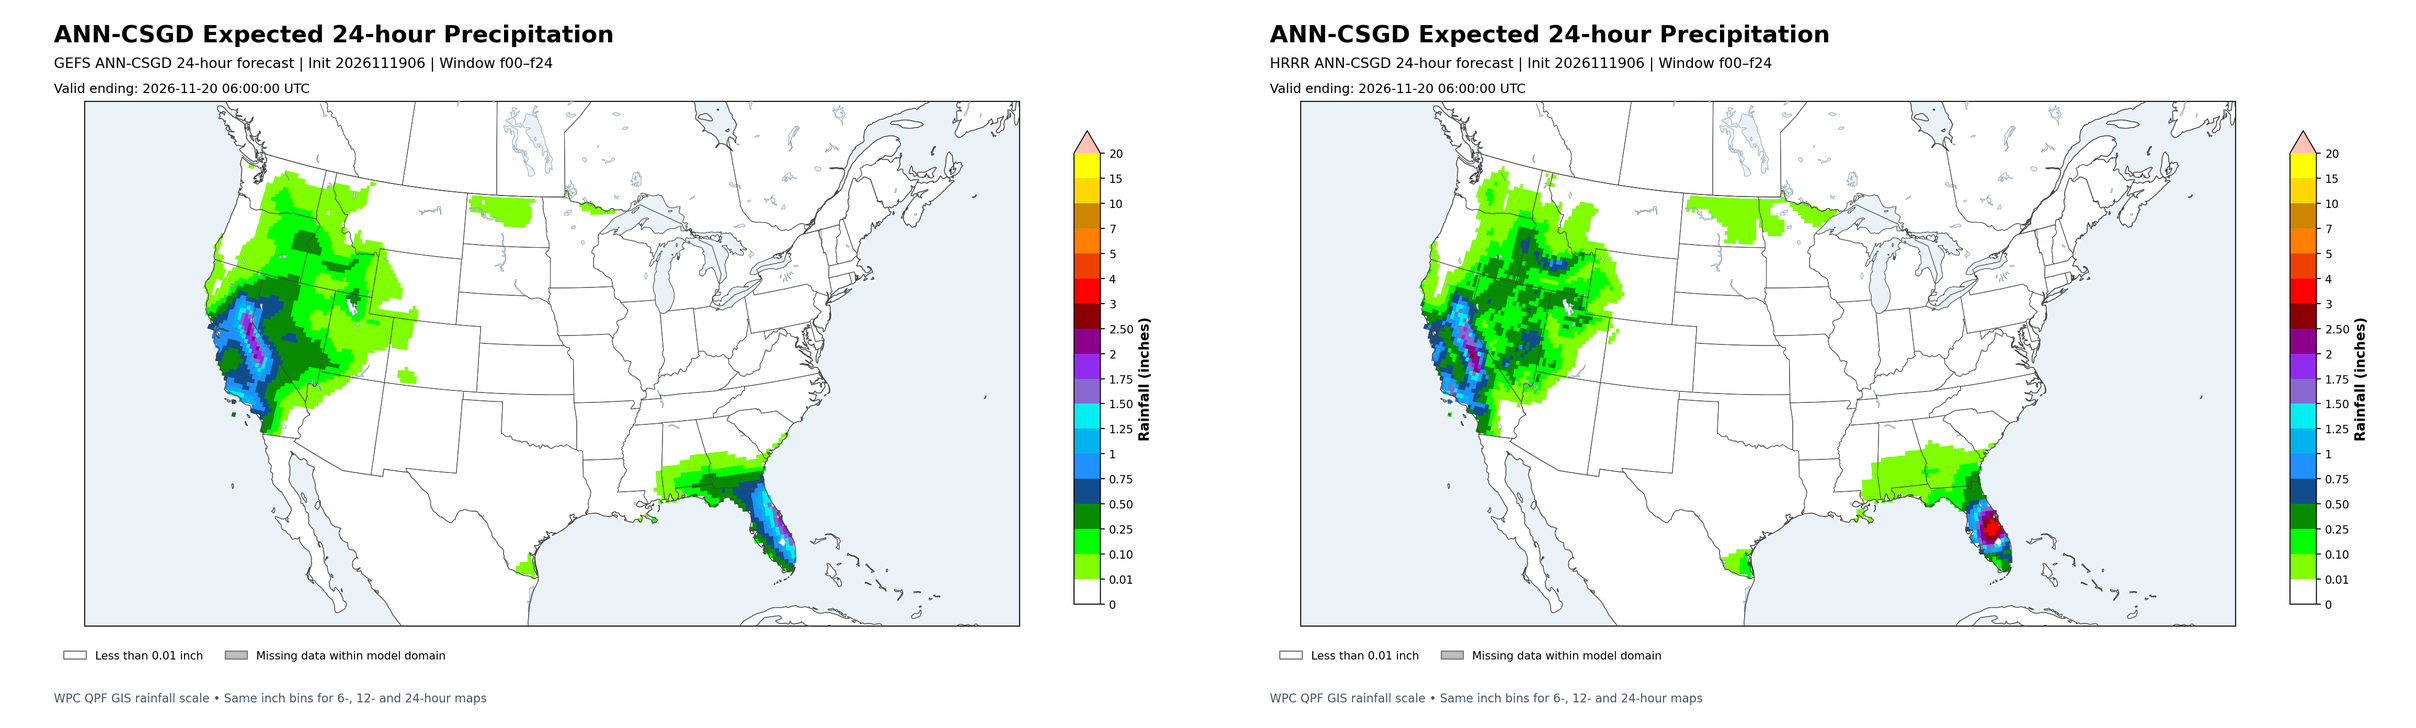 ANN-CSGD Expected 24-hour Precipitation
GEFS ANN-CSGD 24-hour forecast | Init 2026111906 | Window f00–f24
Valid ending: 2026-11-20 06:00:00 UTC
20
15
10
7
5
4
3
2.50
2
1.75
1.50
1.25
1
0.75
0.50
0.25
0.10
0.01
0
Rainfall (inches)
Less than 0.01 inch
Missing data within model domain
WPC QPF GIS rainfall scale • Same inch bins for 6-, 12- and 24-hour maps
ANN-CSGD Expected 24-hour Precipitation
HRRR ANN-CSGD 24-hour forecast | Init 2026111906 | Window f00–f24
Valid ending: 2026-11-20 06:00:00 UTC
20
15
10
7
5
4
3
2.50
2
1.75
1.50
1.25
1
0.75
0.50
0.25
0.10
0.01
0
Rainfall (inches)
Less than 0.01 inch
Missing data within model domain
WPC QPF GIS rainfall scale • Same inch bins for 6-, 12- and 24-hour maps